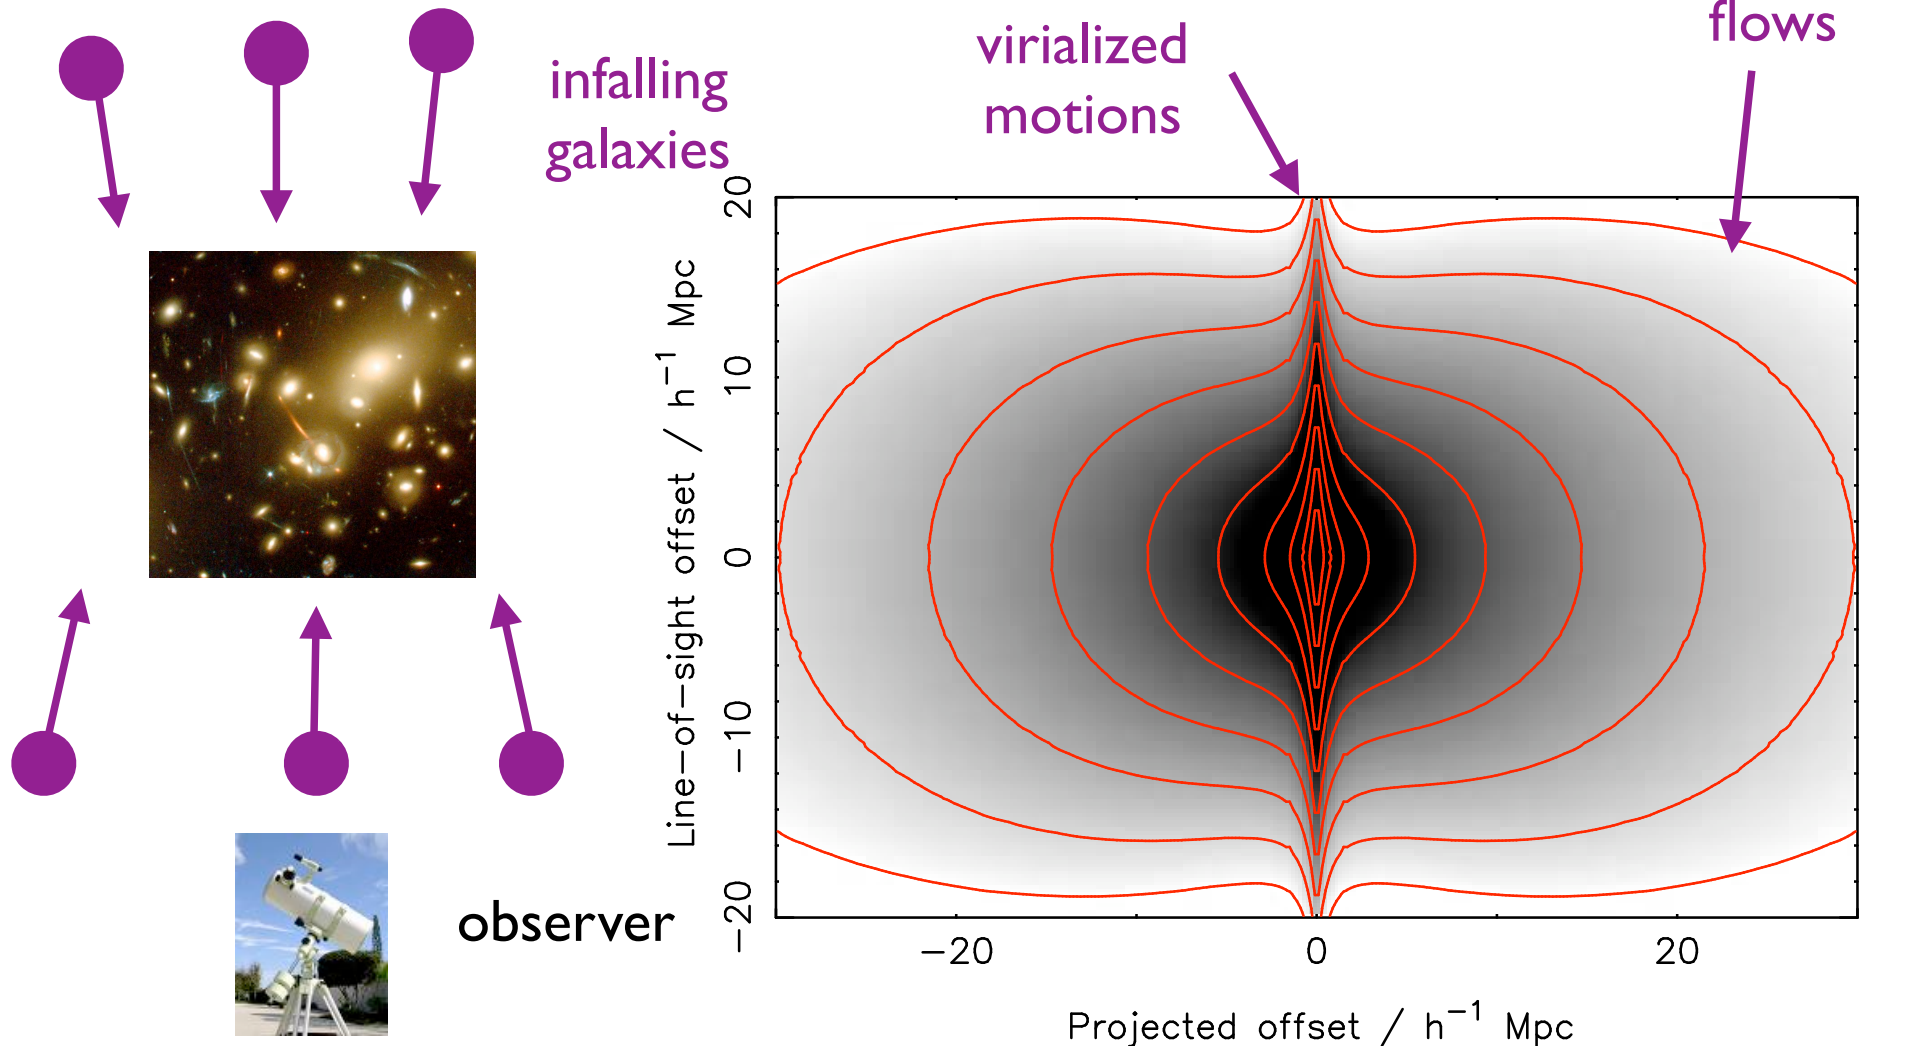 infalling
galaxies
virialized
motions
flows
observer
Line-of-sight offset / h⁻¹ Mpc
20
10
0
−10
−20
−20
0
20
Projected offset / h⁻¹ Mpc